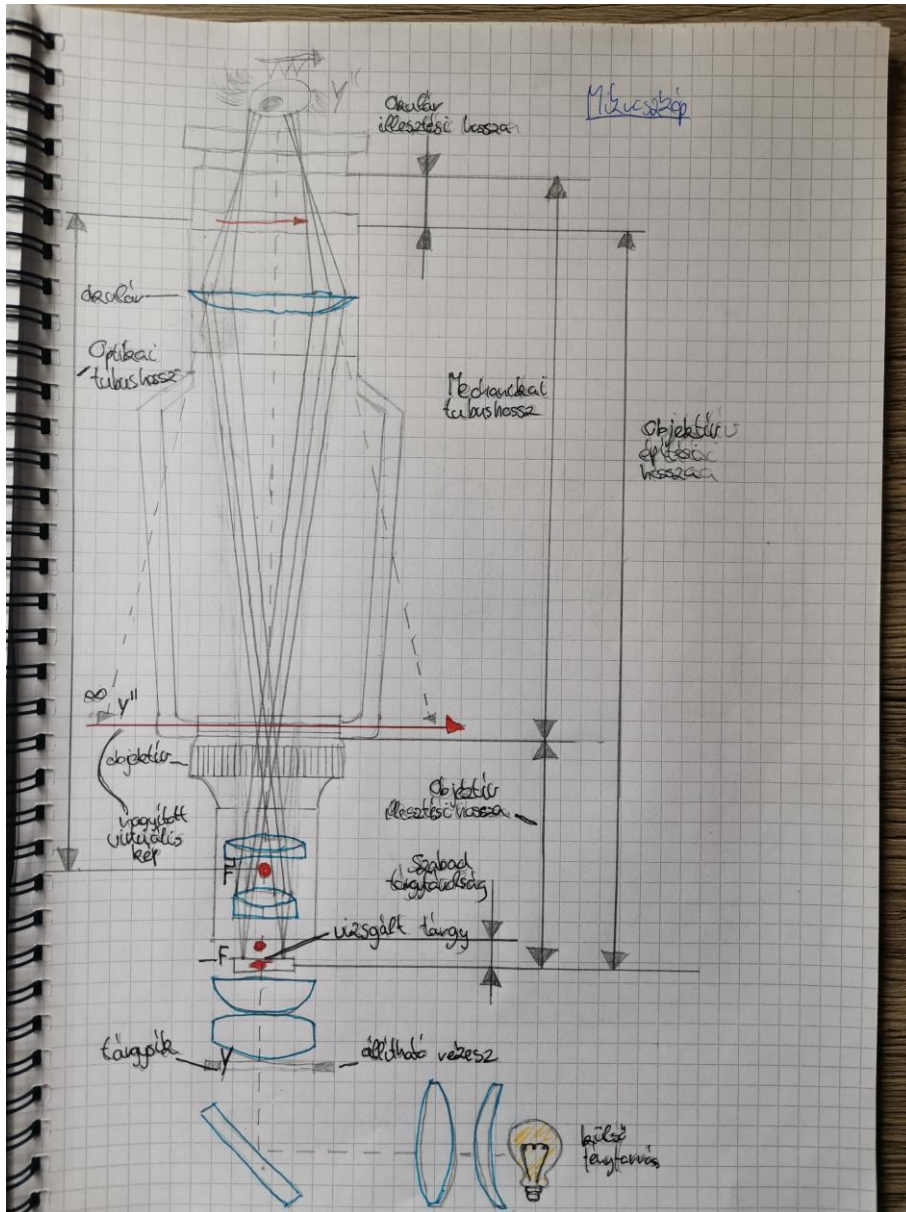 Mikroszkóp
y''
Okulár
illesztési hossza
okulár
Optikai
tubushossz
Mechanikai
tubushossz
Objektív
építési
hossza
∞ y''
objektív
nagyított
virtuális
kép
Objektív
illesztési hossza
Szabad
tárgytávolság
F
vizsgált tárgy
F
tárgysík
y
állítható rekesz
külső
fényforrás